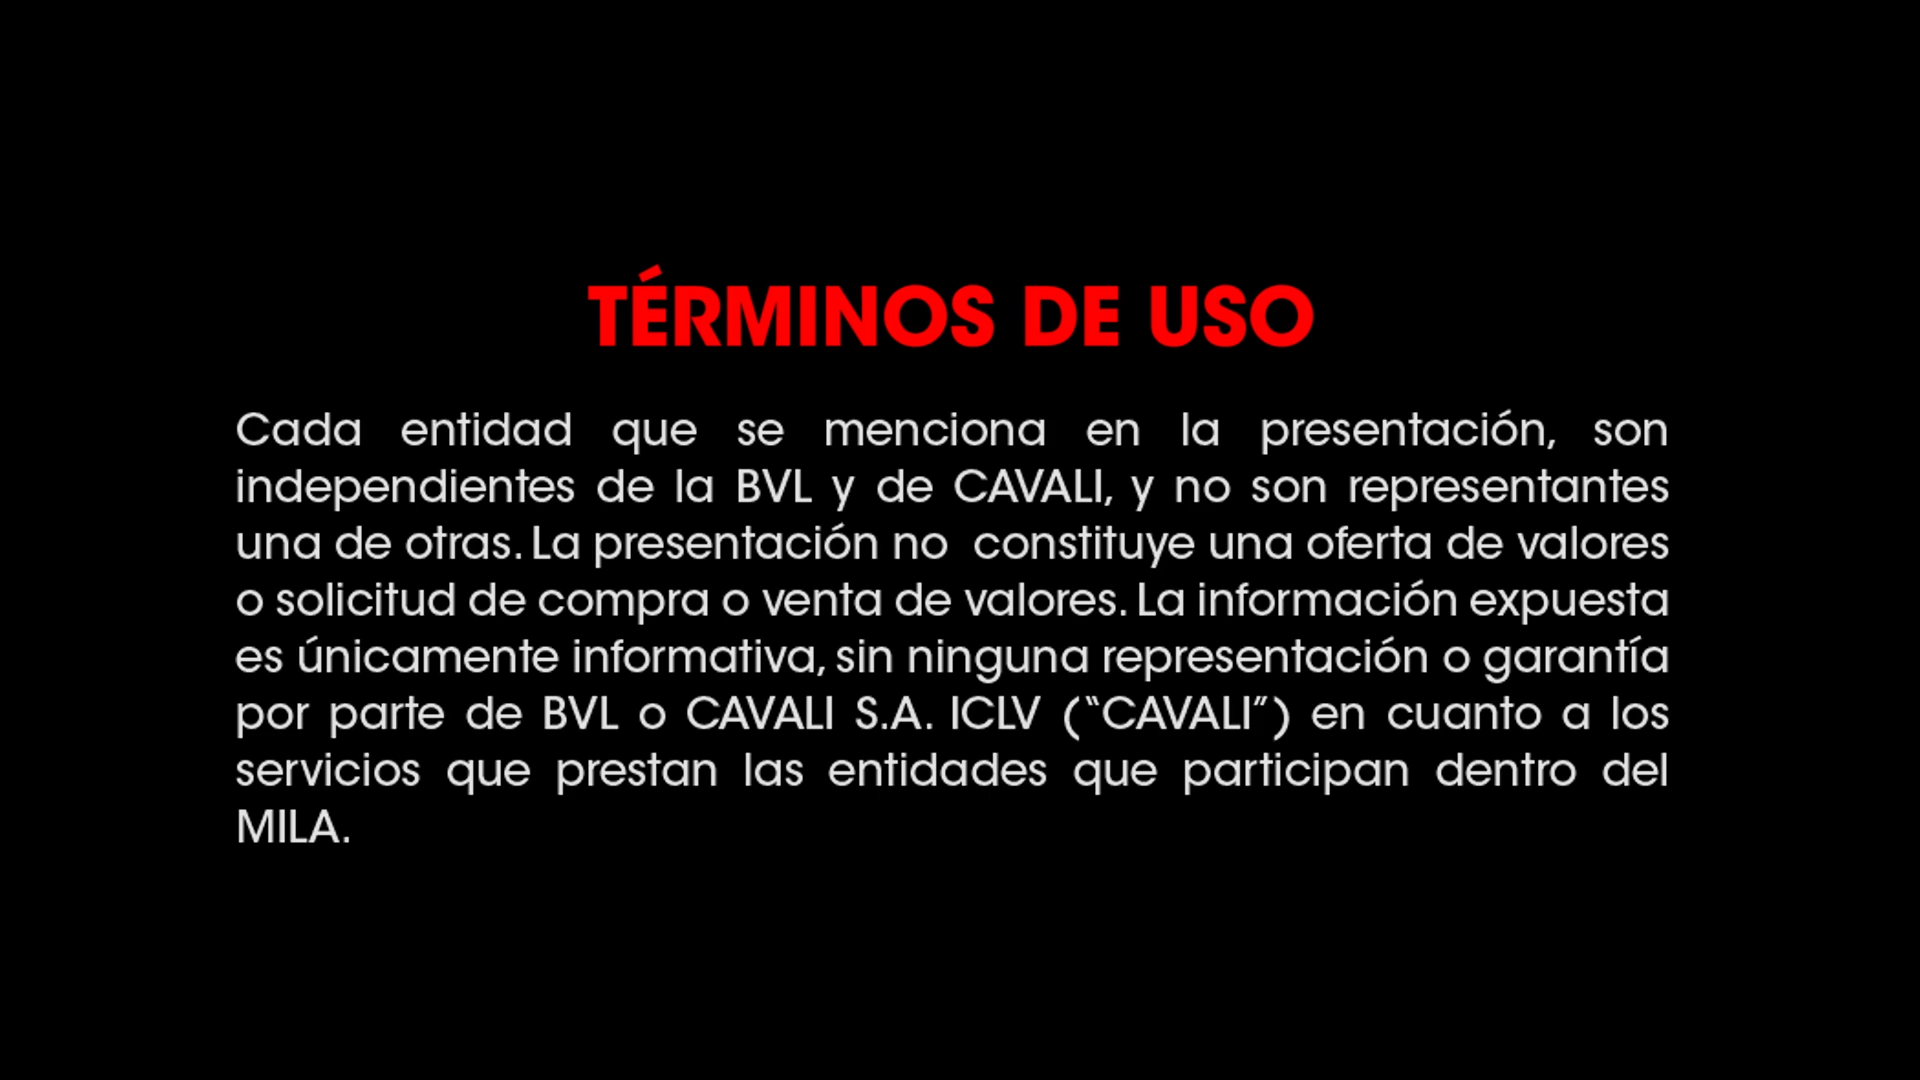 TÉRMINOS DE USO
Cada entidad que se menciona en la presentación, son
independientes de la BVL y de CAVALI, y no son representantes
una de otras. La presentación no constituye una oferta de valores
o solicitud de compra o venta de valores. La información expuesta
es únicamente informativa, sin ninguna representación o garantía
por parte de BVL o CAVALI S.A. ICLV (“CAVALI”) en cuanto a los
servicios que prestan las entidades que participan dentro del
MILA.